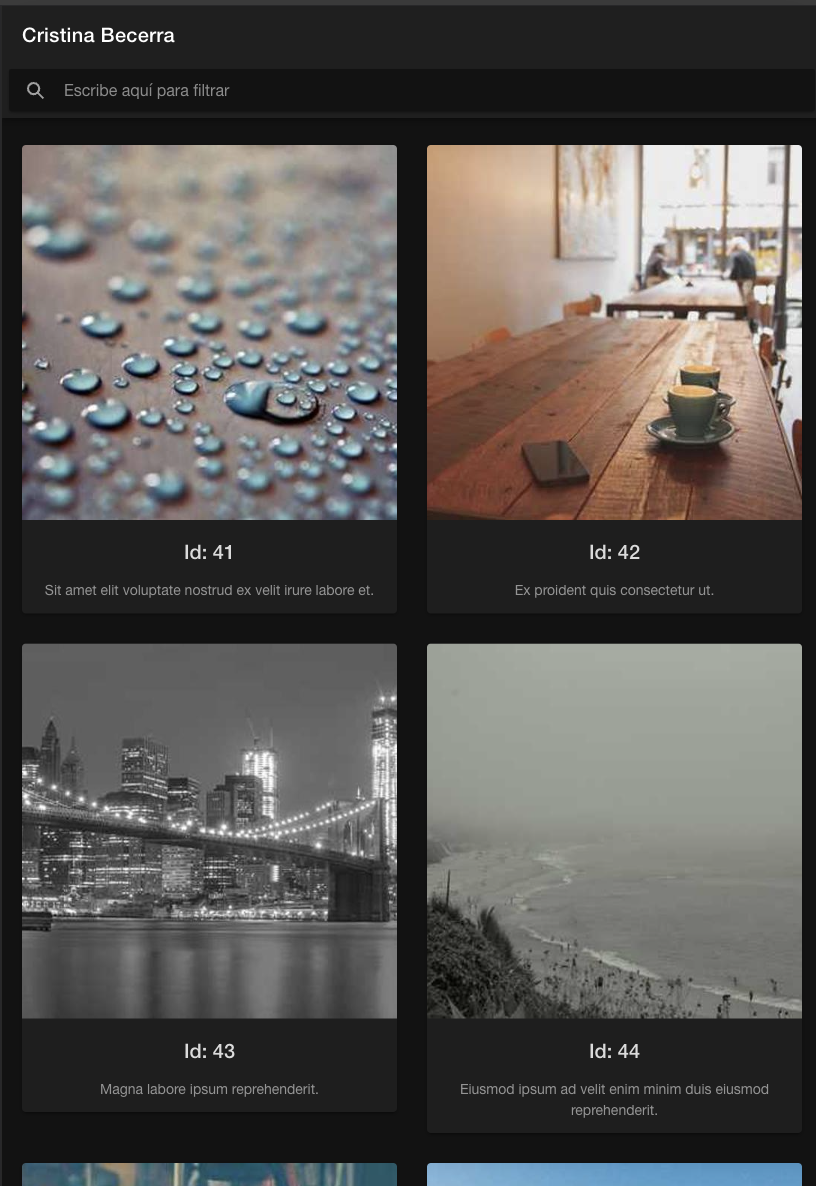 Cristina Becerra
Escribe aquí para filtrar
Id: 41
Sit amet elit voluptate nostrud ex velit irure labore et.
Id: 42
Ex proident quis consectetur ut.
Id: 43
Magna labore ipsum reprehenderit.
Id: 44
Eiusmod ipsum ad velit enim minim duis eiusmod
reprehenderit.